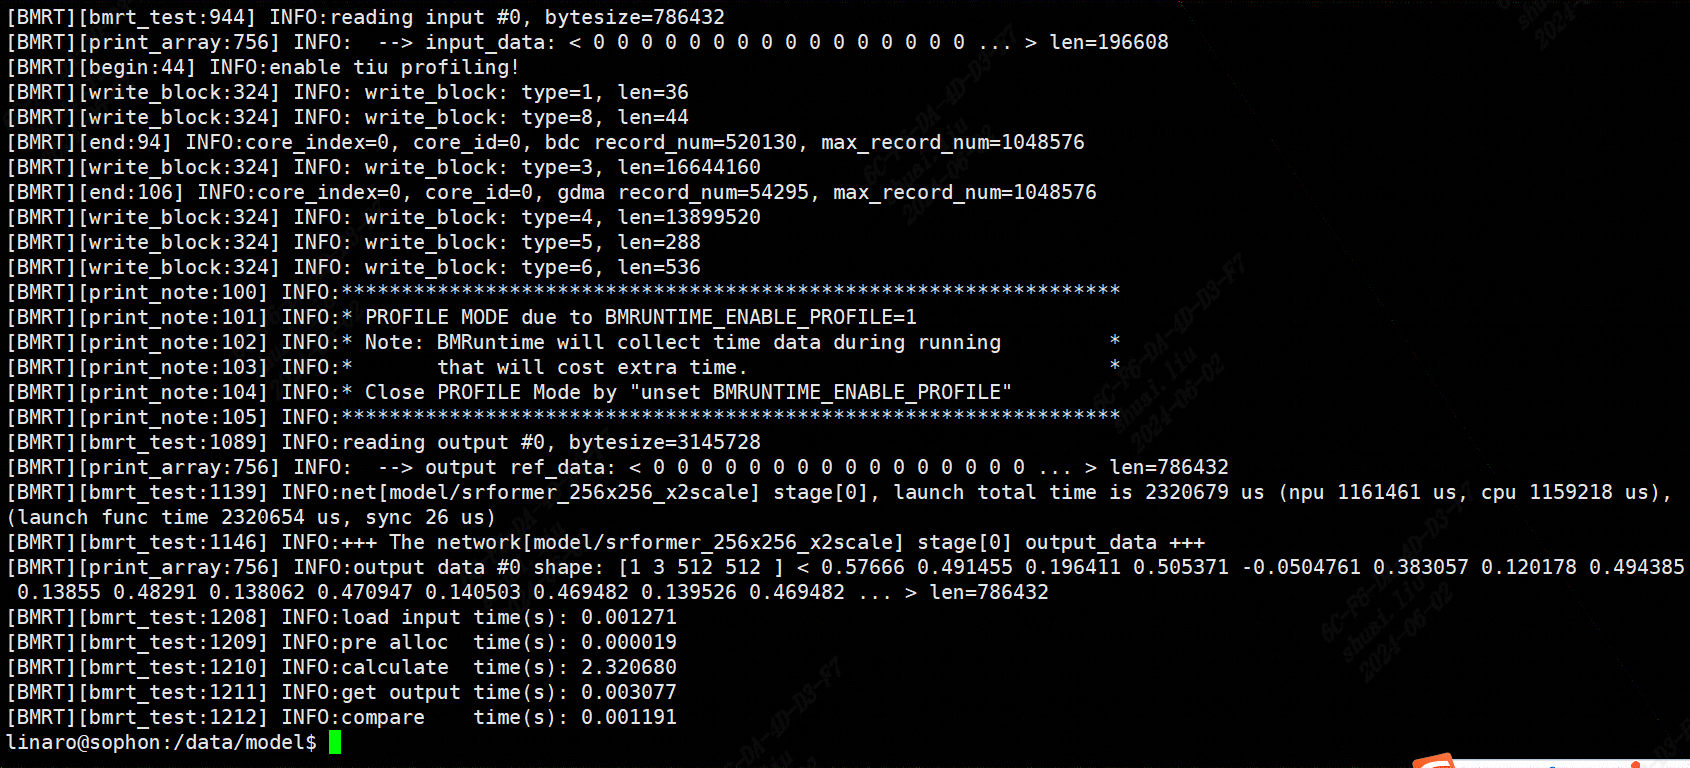 [BMRT][bmrt_test:944] INFO:reading input #0, bytesize=786432
[BMRT][print_array:756] INFO:  --> input_data: < 0 0 0 0 0 0 0 0 0 0 0 0 0 0 0 0 ... > len=196608
[BMRT][begin:44] INFO:enable tiu profiling!
[BMRT][write_block:324] INFO: write_block: type=1, len=36
[BMRT][write_block:324] INFO: write_block: type=8, len=44
[BMRT][end:94] INFO:core_index=0, core_id=0, bdc record_num=520130, max_record_num=1048576
[BMRT][write_block:324] INFO: write_block: type=3, len=16644160
[BMRT][end:106] INFO:core_index=0, core_id=0, gdma record_num=54295, max_record_num=1048576
[BMRT][write_block:324] INFO: write_block: type=4, len=13899520
[BMRT][write_block:324] INFO: write_block: type=5, len=288
[BMRT][write_block:324] INFO: write_block: type=6, len=536
[BMRT][print_note:100] INFO:*****************************************************************
[BMRT][print_note:101] INFO:* PROFILE MODE due to BMRUNTIME_ENABLE_PROFILE=1
[BMRT][print_note:102] INFO:* Note: BMRuntime will collect time data during running         *
[BMRT][print_note:103] INFO:*       that will cost extra time.                              *
[BMRT][print_note:104] INFO:* Close PROFILE Mode by "unset BMRUNTIME_ENABLE_PROFILE"
[BMRT][print_note:105] INFO:*****************************************************************
[BMRT][bmrt_test:1089] INFO:reading output #0, bytesize=3145728
[BMRT][print_array:756] INFO:  --> output ref_data: < 0 0 0 0 0 0 0 0 0 0 0 0 0 0 0 0 ... > len=786432
[BMRT][bmrt_test:1139] INFO:net[model/srformer_256x256_x2scale] stage[0], launch total time is 2320679 us (npu 1161461 us, cpu 1159218 us),
(launch func time 2320654 us, sync 26 us)
[BMRT][bmrt_test:1146] INFO:+++ The network[model/srformer_256x256_x2scale] stage[0] output_data +++
[BMRT][print_array:756] INFO:output data #0 shape: [1 3 512 512 ] < 0.57666 0.491455 0.196411 0.505371 -0.0504761 0.383057 0.120178 0.494385
0.13855 0.48291 0.138062 0.470947 0.140503 0.469482 0.139526 0.469482 ... > len=786432
[BMRT][bmrt_test:1208] INFO:load input time(s): 0.001271
[BMRT][bmrt_test:1209] INFO:pre alloc  time(s): 0.000019
[BMRT][bmrt_test:1210] INFO:calculate  time(s): 2.320680
[BMRT][bmrt_test:1211] INFO:get output time(s): 0.003077
[BMRT][bmrt_test:1212] INFO:compare    time(s): 0.001191
linaro@sophon:/data/model$
6C-F6-DA-4D-D3-F7
shuai.liu
2024-06-02